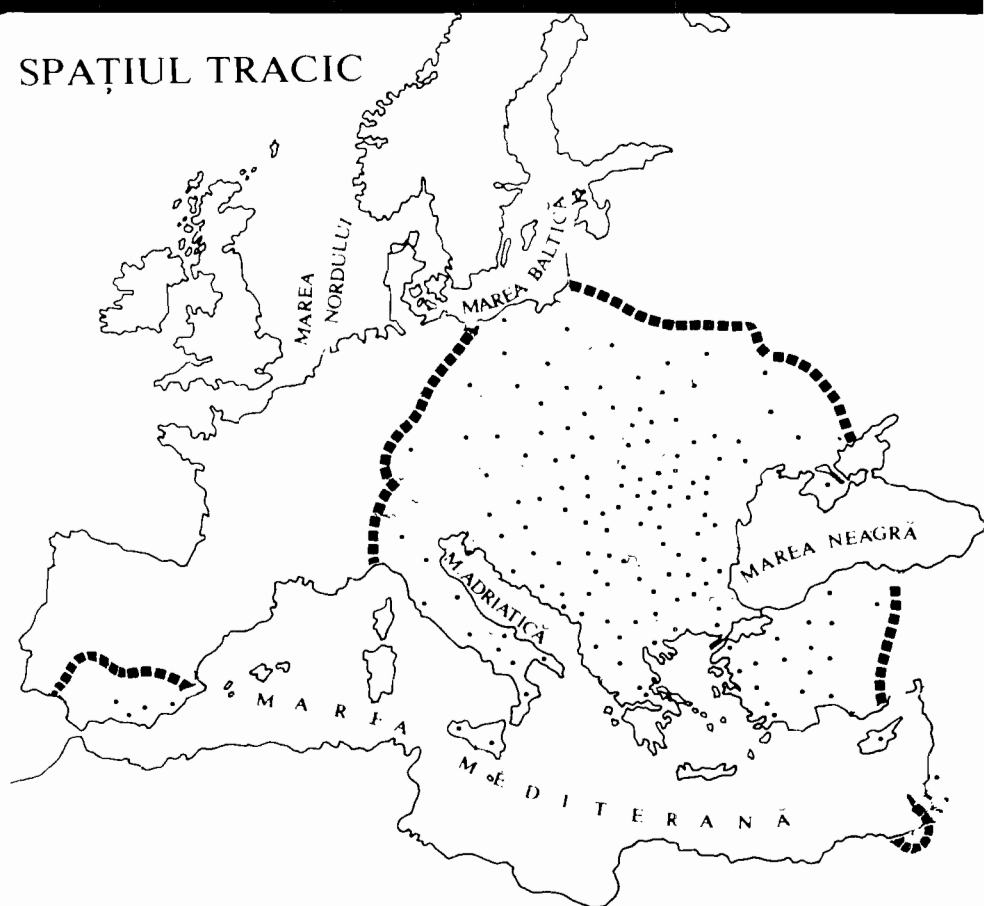 SPAȚIUL TRACIC
MAREA
NORDULUI
MAREA BALTICĂ
MAREA NEAGRĂ
M.ADRIATICĂ
MAREA
MEDITERANĂ